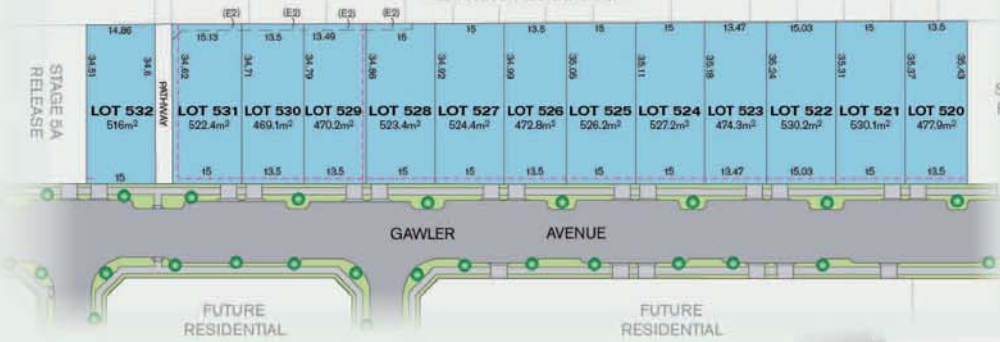 (E2) (E2) (E2) (E2)
14.86 15.13 13.5 13.49 15 15 13.5 15 15 13.47 15.03 15 13.5
34.51 34.6 34.62 34.71 34.79 34.86 34.92 34.99 35.05 35.11 35.18 35.24 35.31 35.37 35.43
STAGE 5A
RELEASE
PATHWAY
LOT 532
516m²
LOT 531
522.4m²
LOT 530
469.1m²
LOT 529
470.2m²
LOT 528
523.4m²
LOT 527
524.4m²
LOT 526
472.8m²
LOT 525
526.2m²
LOT 524
527.2m²
LOT 523
474.3m²
LOT 522
530.2m²
LOT 521
530.1m²
LOT 520
477.9m²
15 15 13.5 13.5 15 15 13.5 15 15 13.47 15.03 15 13.5
GAWLER AVENUE
FUTURE
RESIDENTIAL
FUTURE
RESIDENTIAL